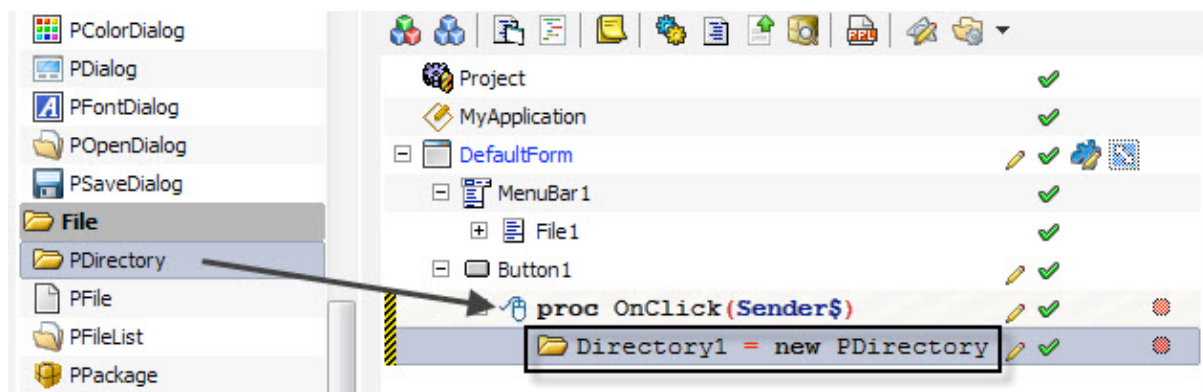 PColorDialog
PDialog
PFontDialog
POpenDialog
PSaveDialog
File
PDirectory
PFile
PFileList
PPackage
PPL
Project
MyApplication
DefaultForm
MenuBar1
File1
Button1
proc OnClick(Sender$)
Directory1 = new PDirectory